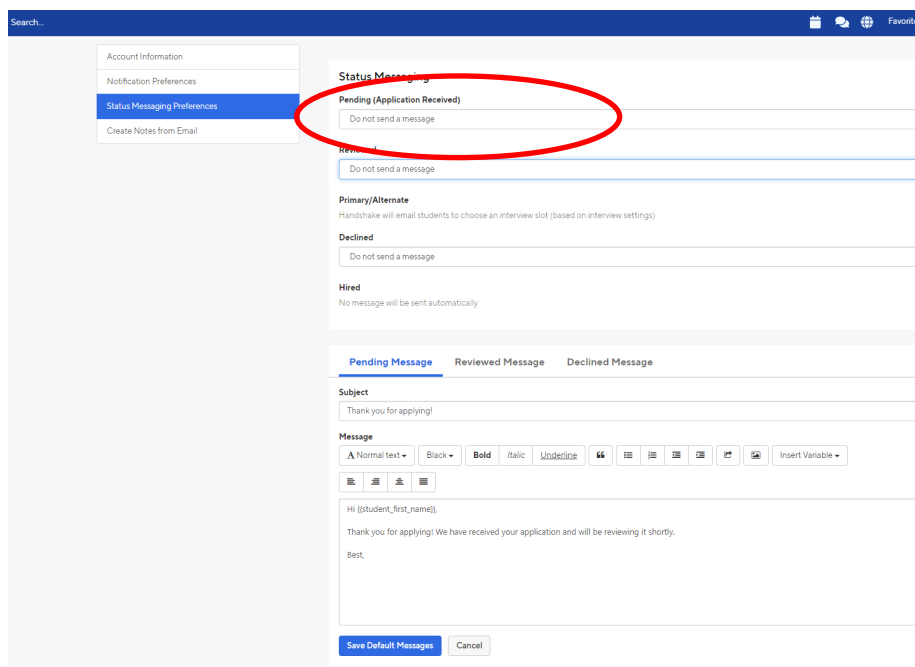 Search...
Favorite
Account Information
Notification Preferences
Status Messaging Preferences
Create Notes from Email
Status Messaging
Pending (Application Received)
Do not send a message
Reviewed
Do not send a message
Primary/Alternate
Handshake will email students to choose an interview slot (based on interview settings)
Declined
Do not send a message
Hired
No message will be sent automatically
Pending Message Reviewed Message Declined Message
Subject
Thank you for applying!
Message
A Normal text Black Bold Italic Underline Insert Variable
Hi {{student_first_name}},
Thank you for applying! We have received your application and will be reviewing it shortly.
Best,
Save Default Messages Cancel